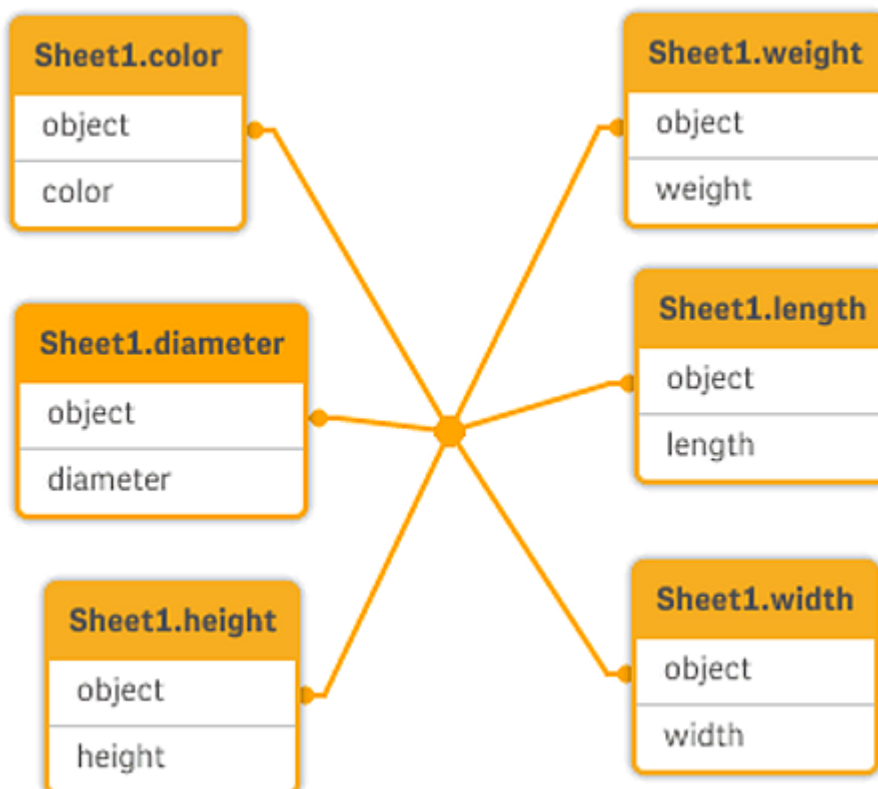 Sheet1.color
object
color
Sheet1.weight
object
weight
Sheet1.diameter
object
diameter
Sheet1.length
object
length
Sheet1.height
object
height
Sheet1.width
object
width